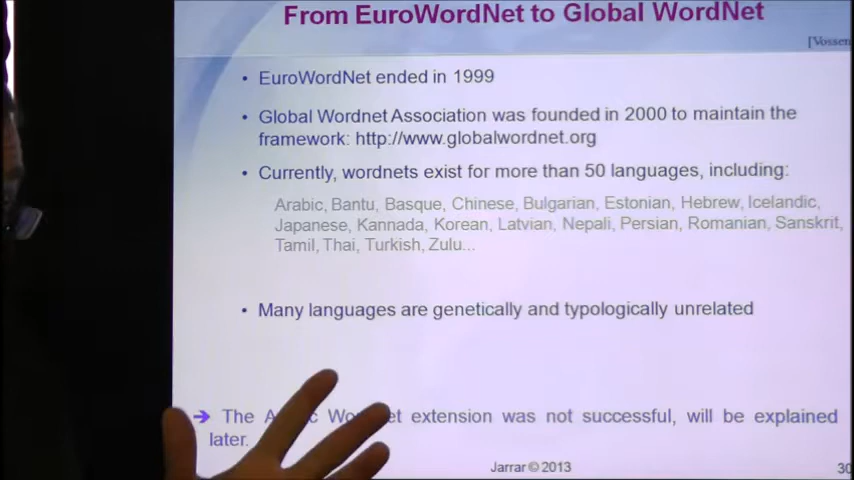 From EuroWordNet to Global WordNet
[Vossen
• EuroWordNet ended in 1999
• Global Wordnet Association was founded in 2000 to maintain the
framework: http://www.globalwordnet.org
• Currently, wordnets exist for more than 50 languages, including:
Arabic, Bantu, Basque, Chinese, Bulgarian, Estonian, Hebrew, Icelandic,
Japanese, Kannada, Korean, Latvian, Nepali, Persian, Romanian, Sanskrit,
Tamil, Thai, Turkish, Zulu...
• Many languages are genetically and typologically unrelated
➔ The extension was not successful, will be explained
later.
Jarrar © 2013
30